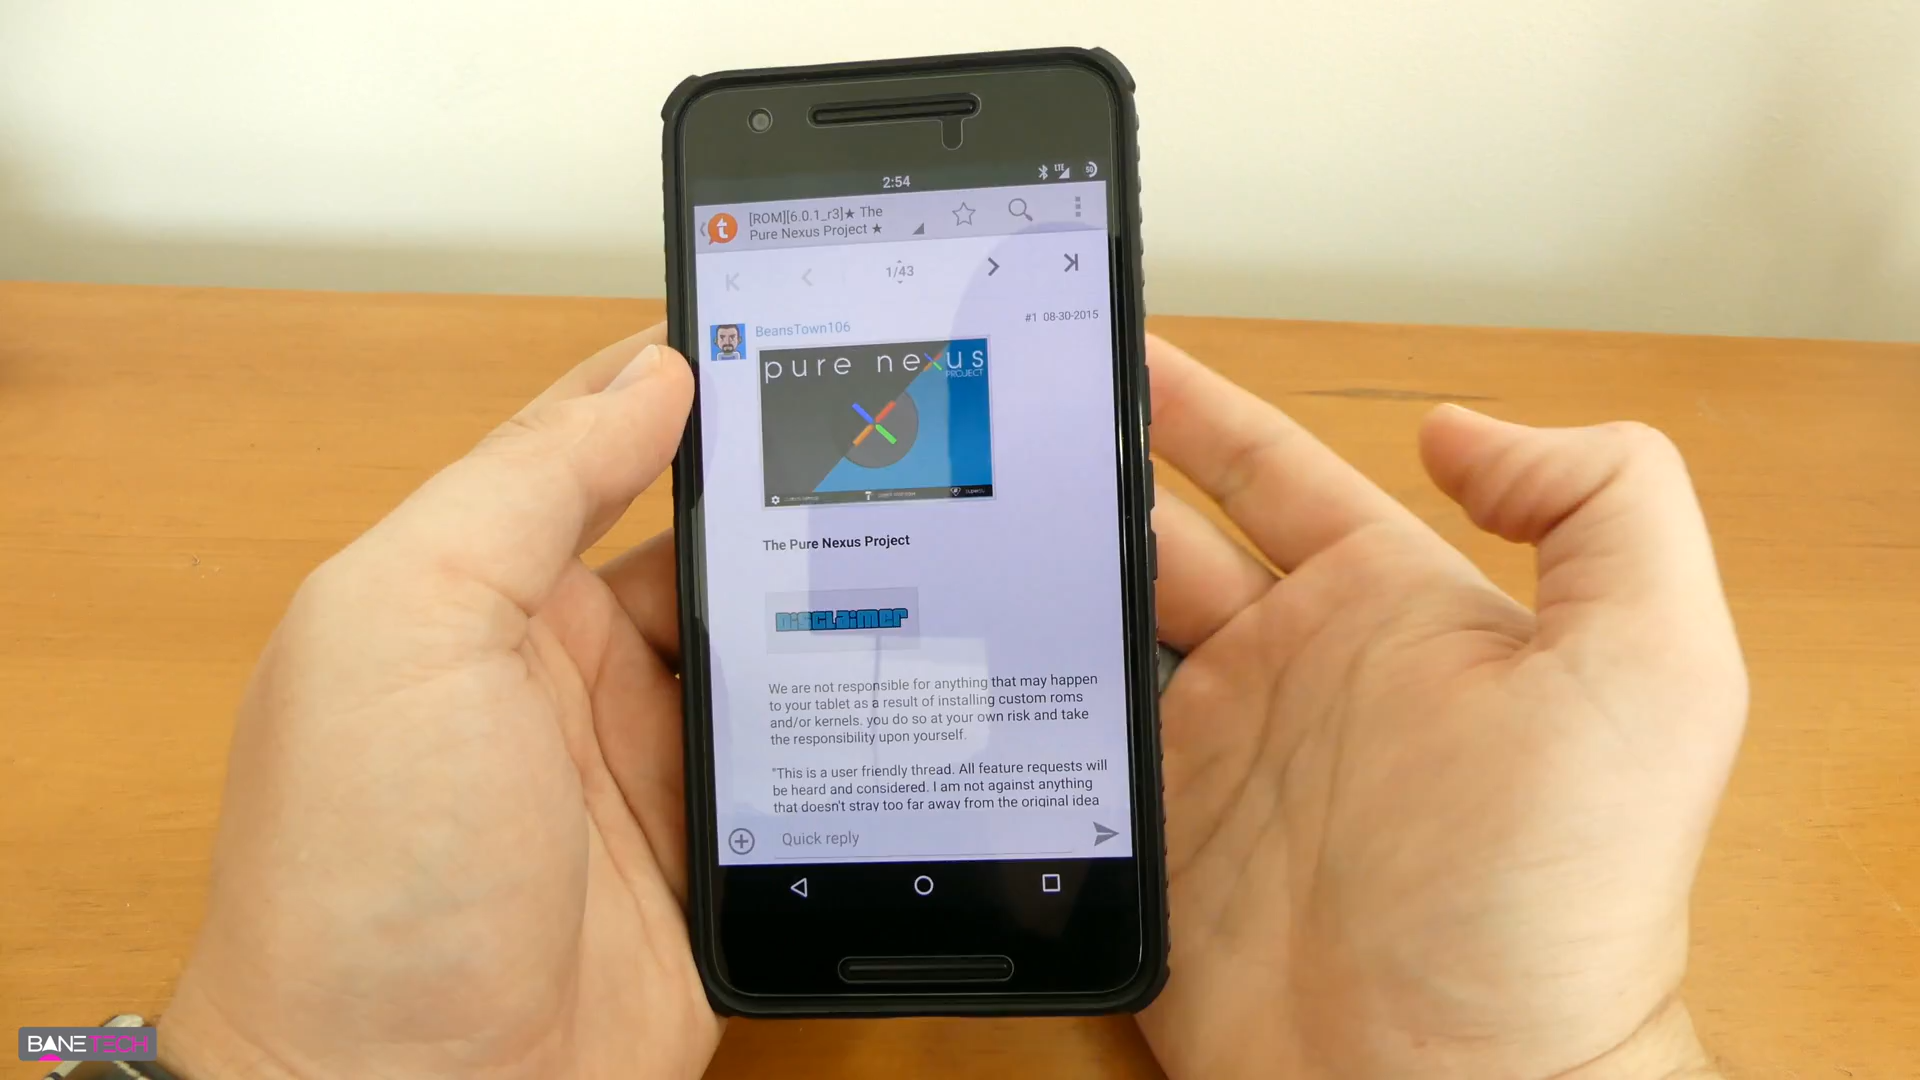 2:54
LTE
50
[ROM][6.0.1_r3]★ The
Pure Nexus Project ★
1/43
BeansTown106
#1 08-30-2015
pure nexus
PROJECT
The Pure Nexus Project
Disclaimer
We are not responsible for anything that may happen
to your tablet as a result of installing custom roms
and/or kernels. you do so at your own risk and take
the responsibility upon yourself.
"This is a user friendly thread. All feature requests will
be heard and considered. I am not against anything
that doesn't stray too far away from the original idea
Quick reply
BANETECH